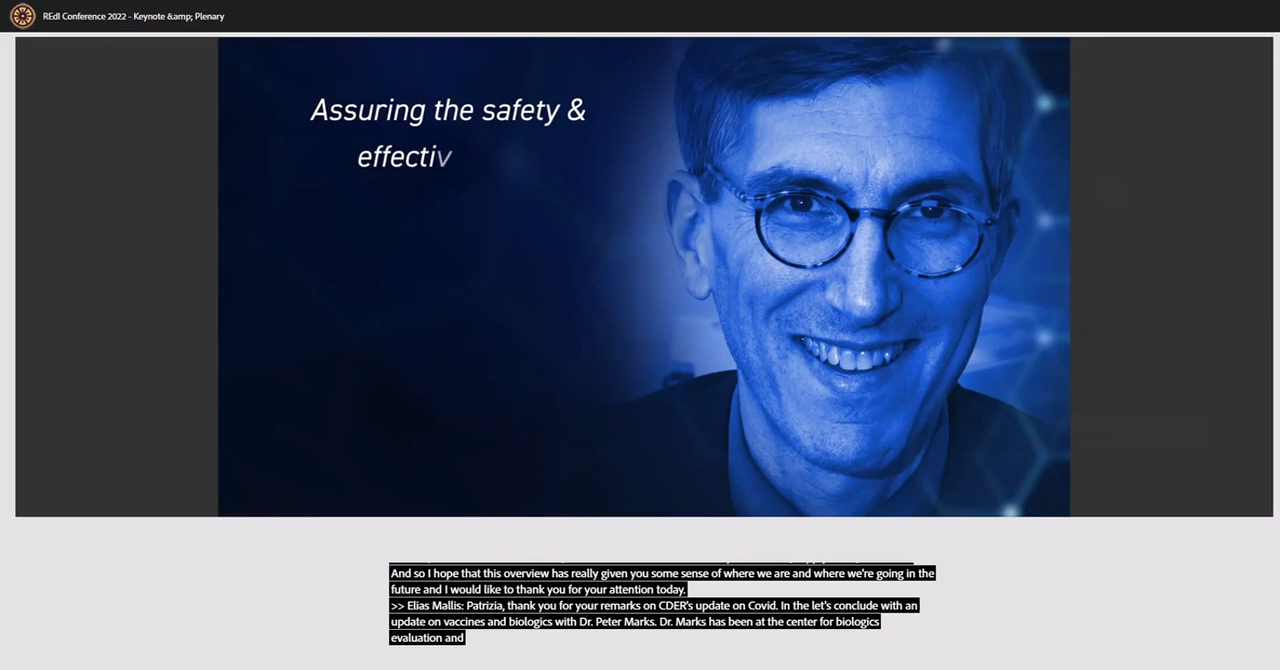 REdI Conference 2022 - Keynote &amp; Plenary
Assuring the safety &
effectiv
And so I hope that this overview has really given you some sense of where we are and where we're going in the
future and I would like to thank you for your attention today.
>> Elias Mallis: Patrizia, thank you for your remarks on CDER's update on Covid. In the let's conclude with an
update on vaccines and biologics with Dr. Peter Marks. Dr. Marks has been at the center for biologics
evaluation and